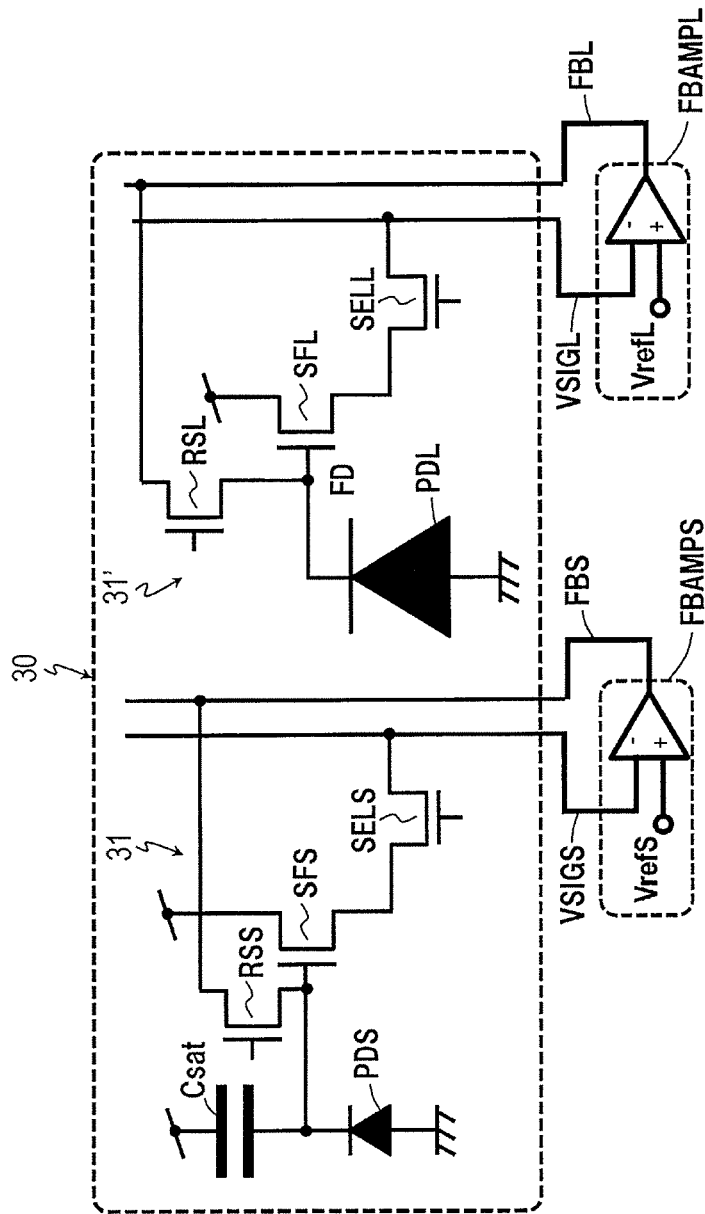 30
31
31'
Csat
RSS
SFS
SELS
PDS
RSL
SFL
SELL
FD
PDL
VSIGS
FBS
VrefS
-
+
FBAMPS
VSIGL
FBL
VrefL
-
+
FBAMPL